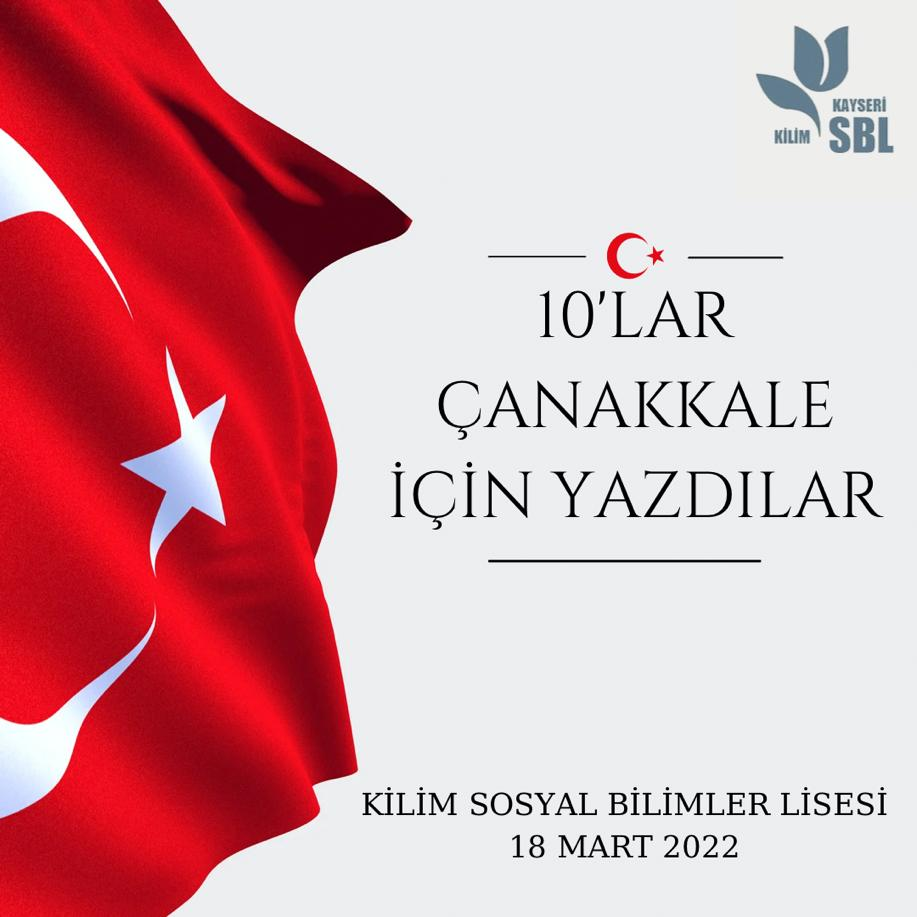 KAYSERİ
KİLİM SBL
10'LAR
ÇANAKKALE
İÇİN YAZDILAR
KİLİM SOSYAL BİLİMLER LİSESİ
18 MART 2022